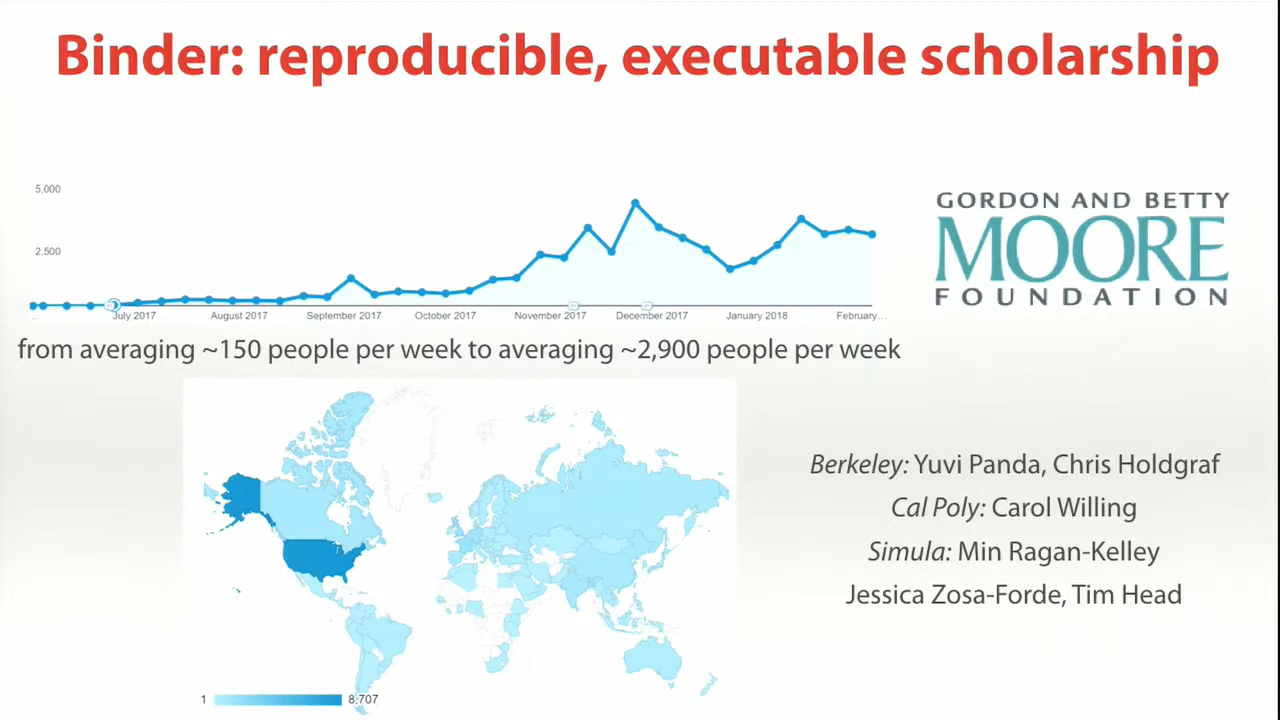 Binder: reproducible, executable scholarship
5,000
2,500
July 2017 August 2017 September 2017 October 2017 November 2017 December 2017 January 2018 February…
GORDON AND BETTY
MOORE
FOUNDATION
from averaging ~150 people per week to averaging ~2,900 people per week
Berkeley: Yuvi Panda, Chris Holdgraf
Cal Poly: Carol Willing
Simula: Min Ragan-Kelley
Jessica Zosa-Forde, Tim Head
1 8,707